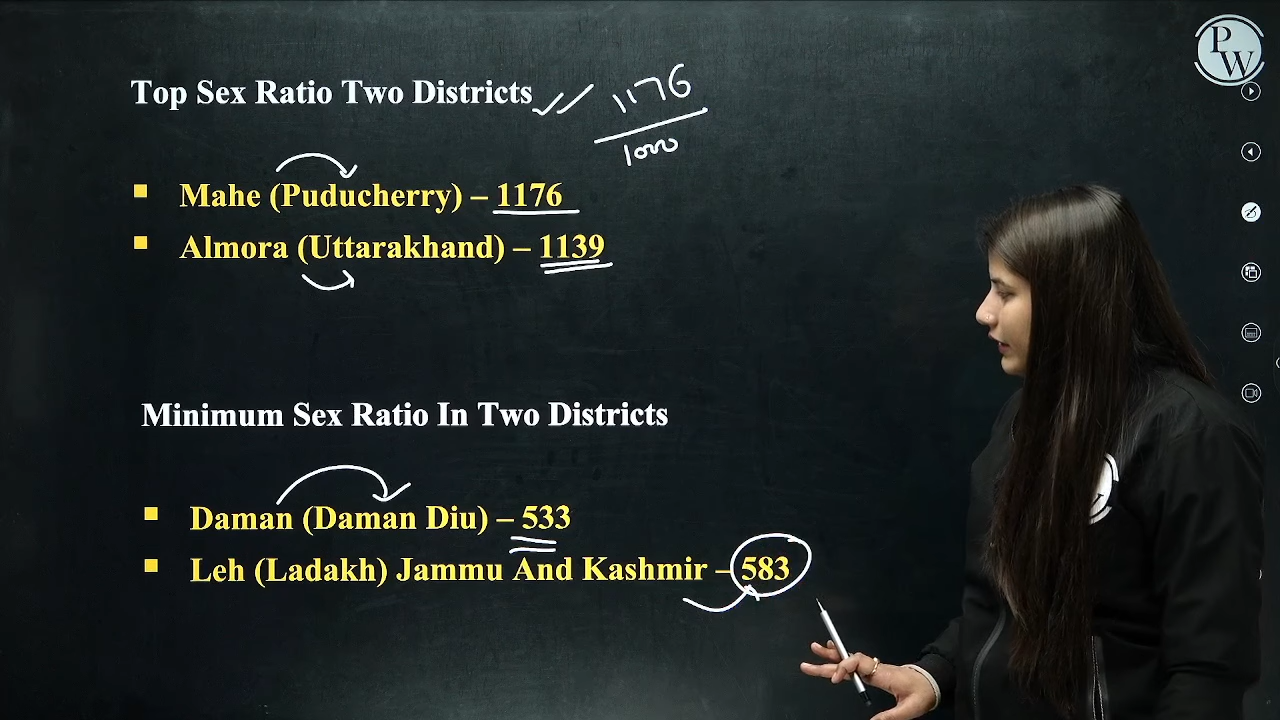 PW
Top Sex Ratio Two Districts
1176
1000
▪ Mahe (Puducherry) – 1176
▪ Almora (Uttarakhand) – 1139
Minimum Sex Ratio In Two Districts
▪ Daman (Daman Diu) – 533
▪ Leh (Ladakh) Jammu And Kashmir – 583